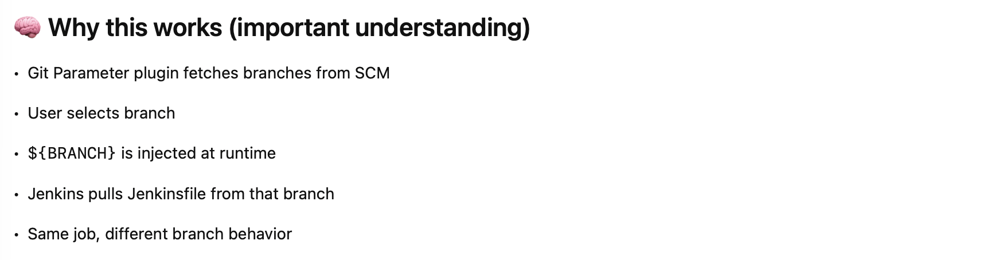 🧠 Why this works (important understanding)
• Git Parameter plugin fetches branches from SCM
• User selects branch
• ${BRANCH} is injected at runtime
• Jenkins pulls Jenkinsfile from that branch
• Same job, different branch behavior